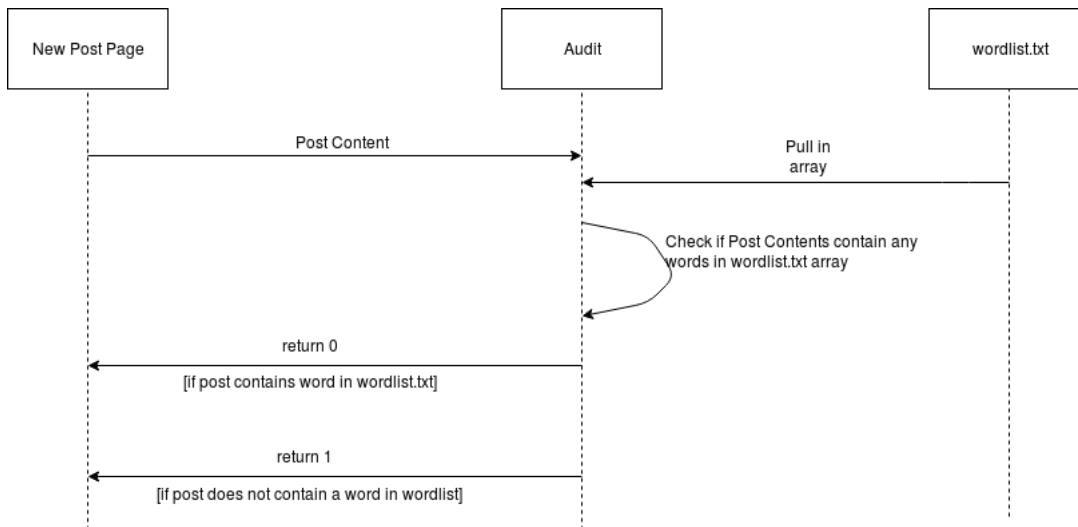 New Post Page
Audit
wordlist.txt
Post Content
Pull in
array
Check if Post Contents contain any
words in wordlist.txt array
return 0
[if post contains word in wordlist.txt]
return 1
[if post does not contain a word in wordlist]